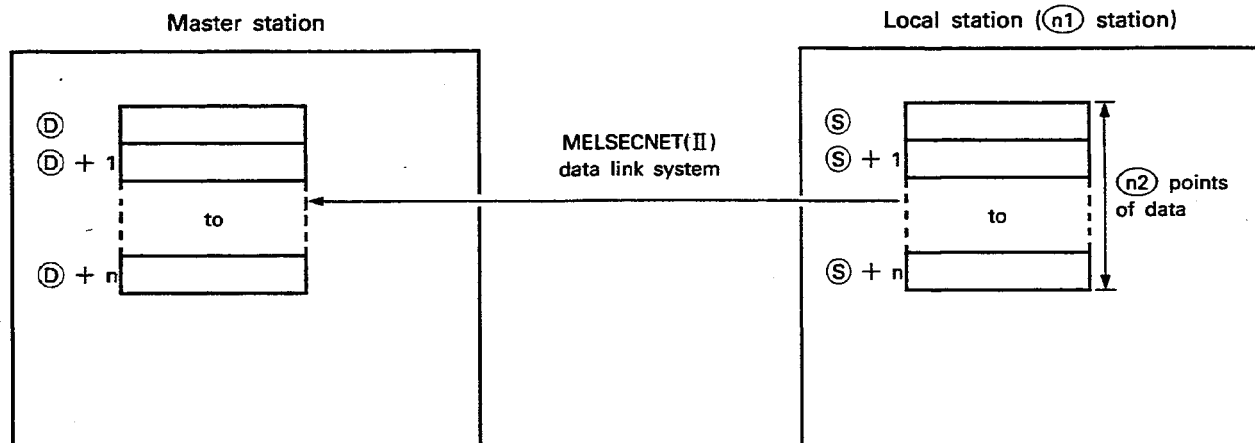 Master station
Local station (n1 station)
Ⓓ
Ⓓ + 1
to
Ⓓ + n
MELSECNET(II)
data link system
Ⓢ
Ⓢ + 1
to
Ⓢ + n
n2 points
of data